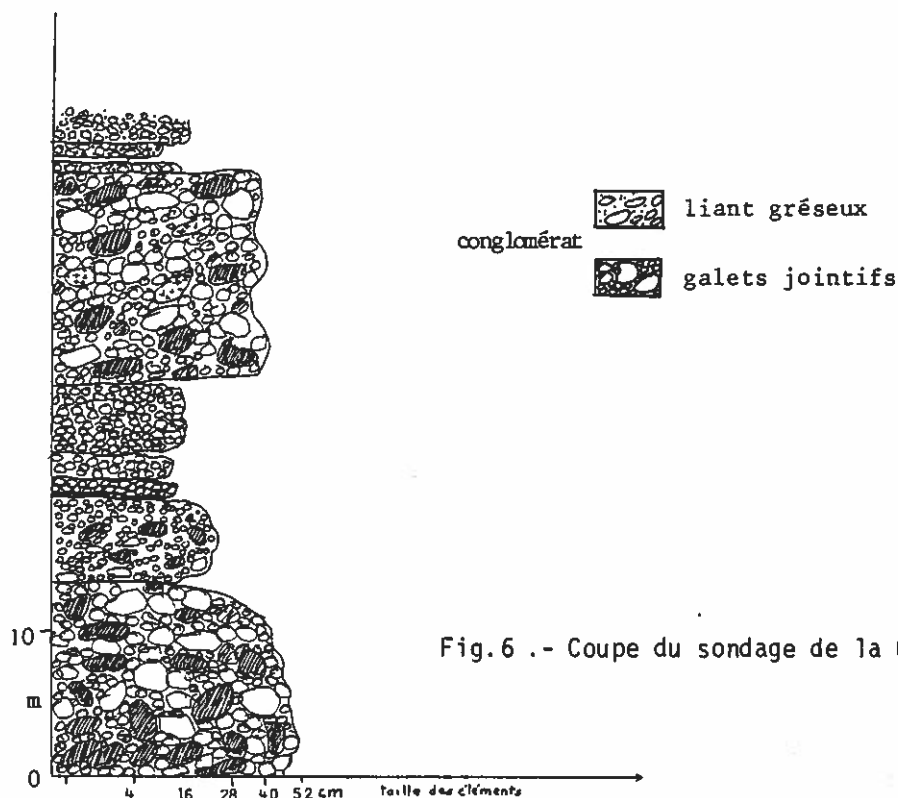 liant gréseux
conglomérat
galets jointifs
10
Fig.6 .- Coupe du sondage de la
m
0
4 16 28 40 52 cm taille des éléments